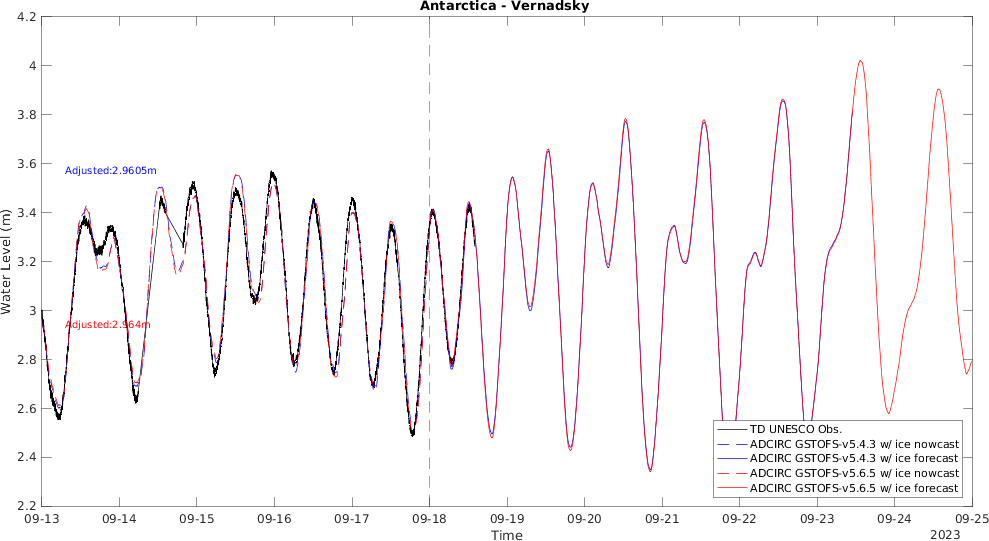 Antarctica - Vernadsky
4.2
4
3.8
3.6
3.4
3.2
3
2.8
2.6
2.4
2.2
Water Level (m)
Adjusted:2.9605m
Adjusted:2.964m
TD UNESCO Obs.
ADCIRC GSTOFS-v5.4.3 w/ ice nowcast
ADCIRC GSTOFS-v5.4.3 w/ ice forecast
ADCIRC GSTOFS-v5.6.5 w/ ice nowcast
ADCIRC GSTOFS-v5.6.5 w/ ice forecast
09-13 09-14 09-15 09-16 09-17 09-18 09-19 09-20 09-21 09-22 09-23 09-24 09-25
Time
2023